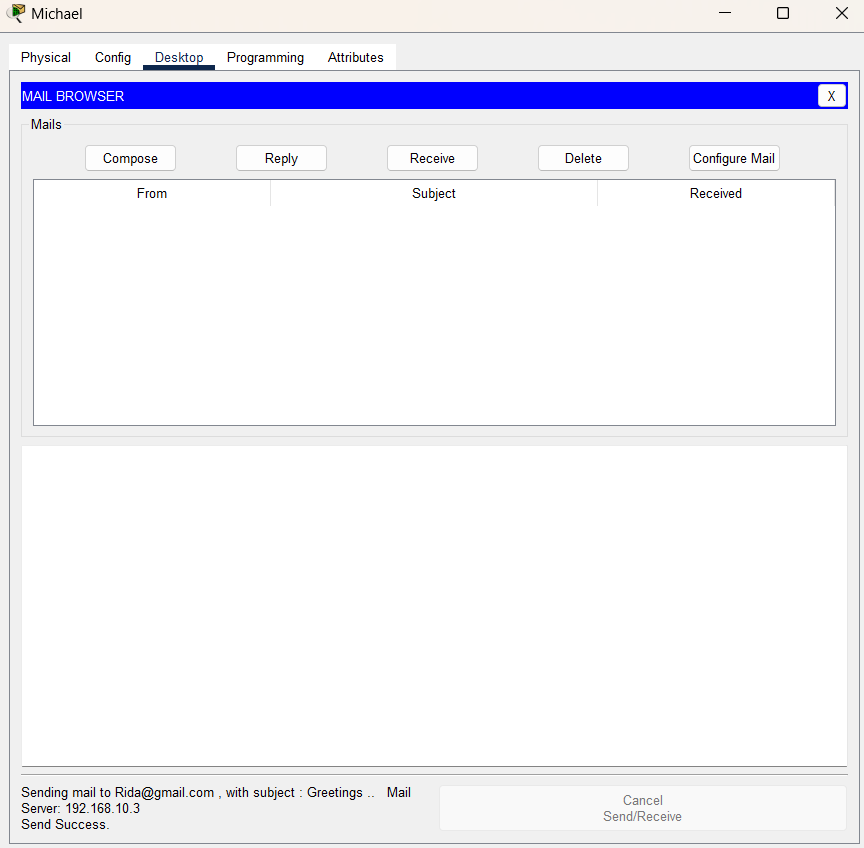 Michael
Physical Config Desktop Programming Attributes
MAIL BROWSER X
Mails
Compose Reply Receive Delete Configure Mail
From Subject Received
Sending mail to Rida@gmail.com , with subject : Greetings .. Mail
Server: 192.168.10.3
Send Success.
Cancel
Send/Receive